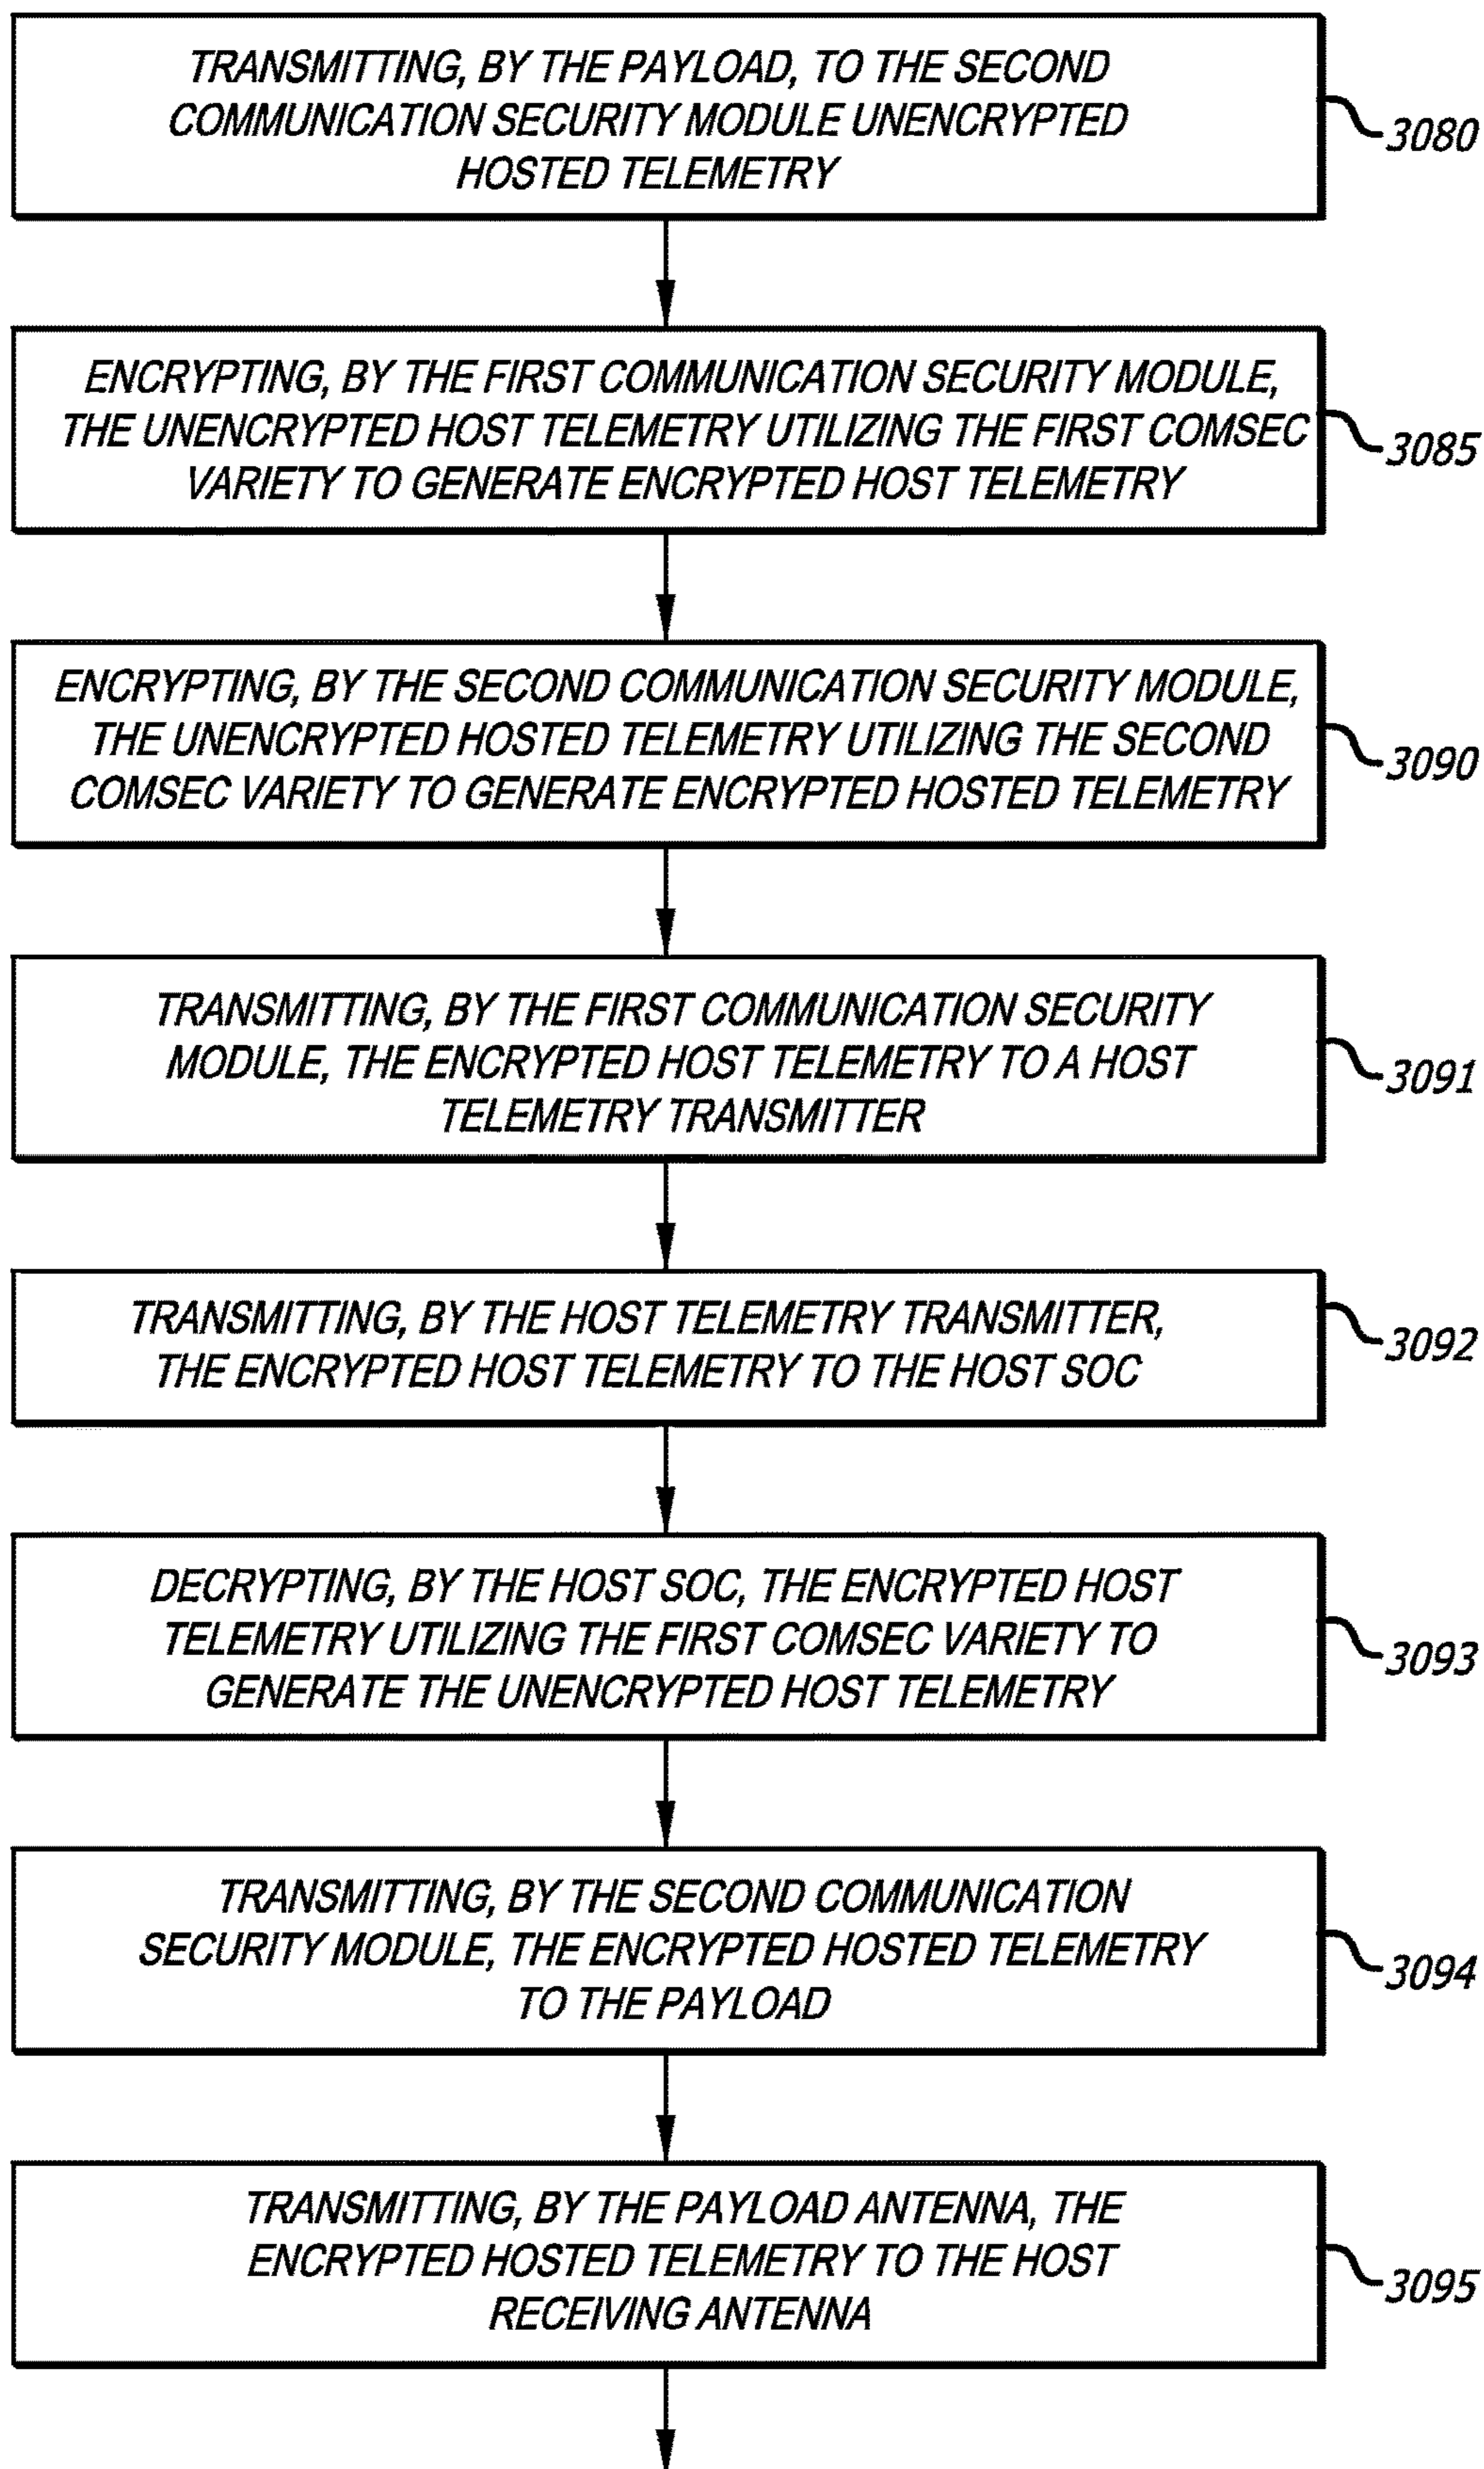 TRANSMITTING, BY THE PAYLOAD, TO THE SECOND
COMMUNICATION SECURITY MODULE UNENCRYPTED
HOSTED TELEMETRY
3080
ENCRYPTING, BY THE FIRST COMMUNICATION SECURITY MODULE,
THE UNENCRYPTED HOST TELEMETRY UTILIZING THE FIRST COMSEC
VARIETY TO GENERATE ENCRYPTED HOST TELEMETRY
3085
ENCRYPTING, BY THE SECOND COMMUNICATION SECURITY MODULE,
THE UNENCRYPTED HOSTED TELEMETRY UTILIZING THE SECOND
COMSEC VARIETY TO GENERATE ENCRYPTED HOSTED TELEMETRY
3090
TRANSMITTING, BY THE FIRST COMMUNICATION SECURITY
MODULE, THE ENCRYPTED HOST TELEMETRY TO A HOST
TELEMETRY TRANSMITTER
3091
TRANSMITTING, BY THE HOST TELEMETRY TRANSMITTER,
THE ENCRYPTED HOST TELEMETRY TO THE HOST SOC
3092
DECRYPTING, BY THE HOST SOC, THE ENCRYPTED HOST
TELEMETRY UTILIZING THE FIRST COMSEC VARIETY TO
GENERATE THE UNENCRYPTED HOST TELEMETRY
3093
TRANSMITTING, BY THE SECOND COMMUNICATION
SECURITY MODULE, THE ENCRYPTED HOSTED TELEMETRY
TO THE PAYLOAD
3094
TRANSMITTING, BY THE PAYLOAD ANTENNA, THE
ENCRYPTED HOSTED TELEMETRY TO THE HOST
RECEIVING ANTENNA
3095